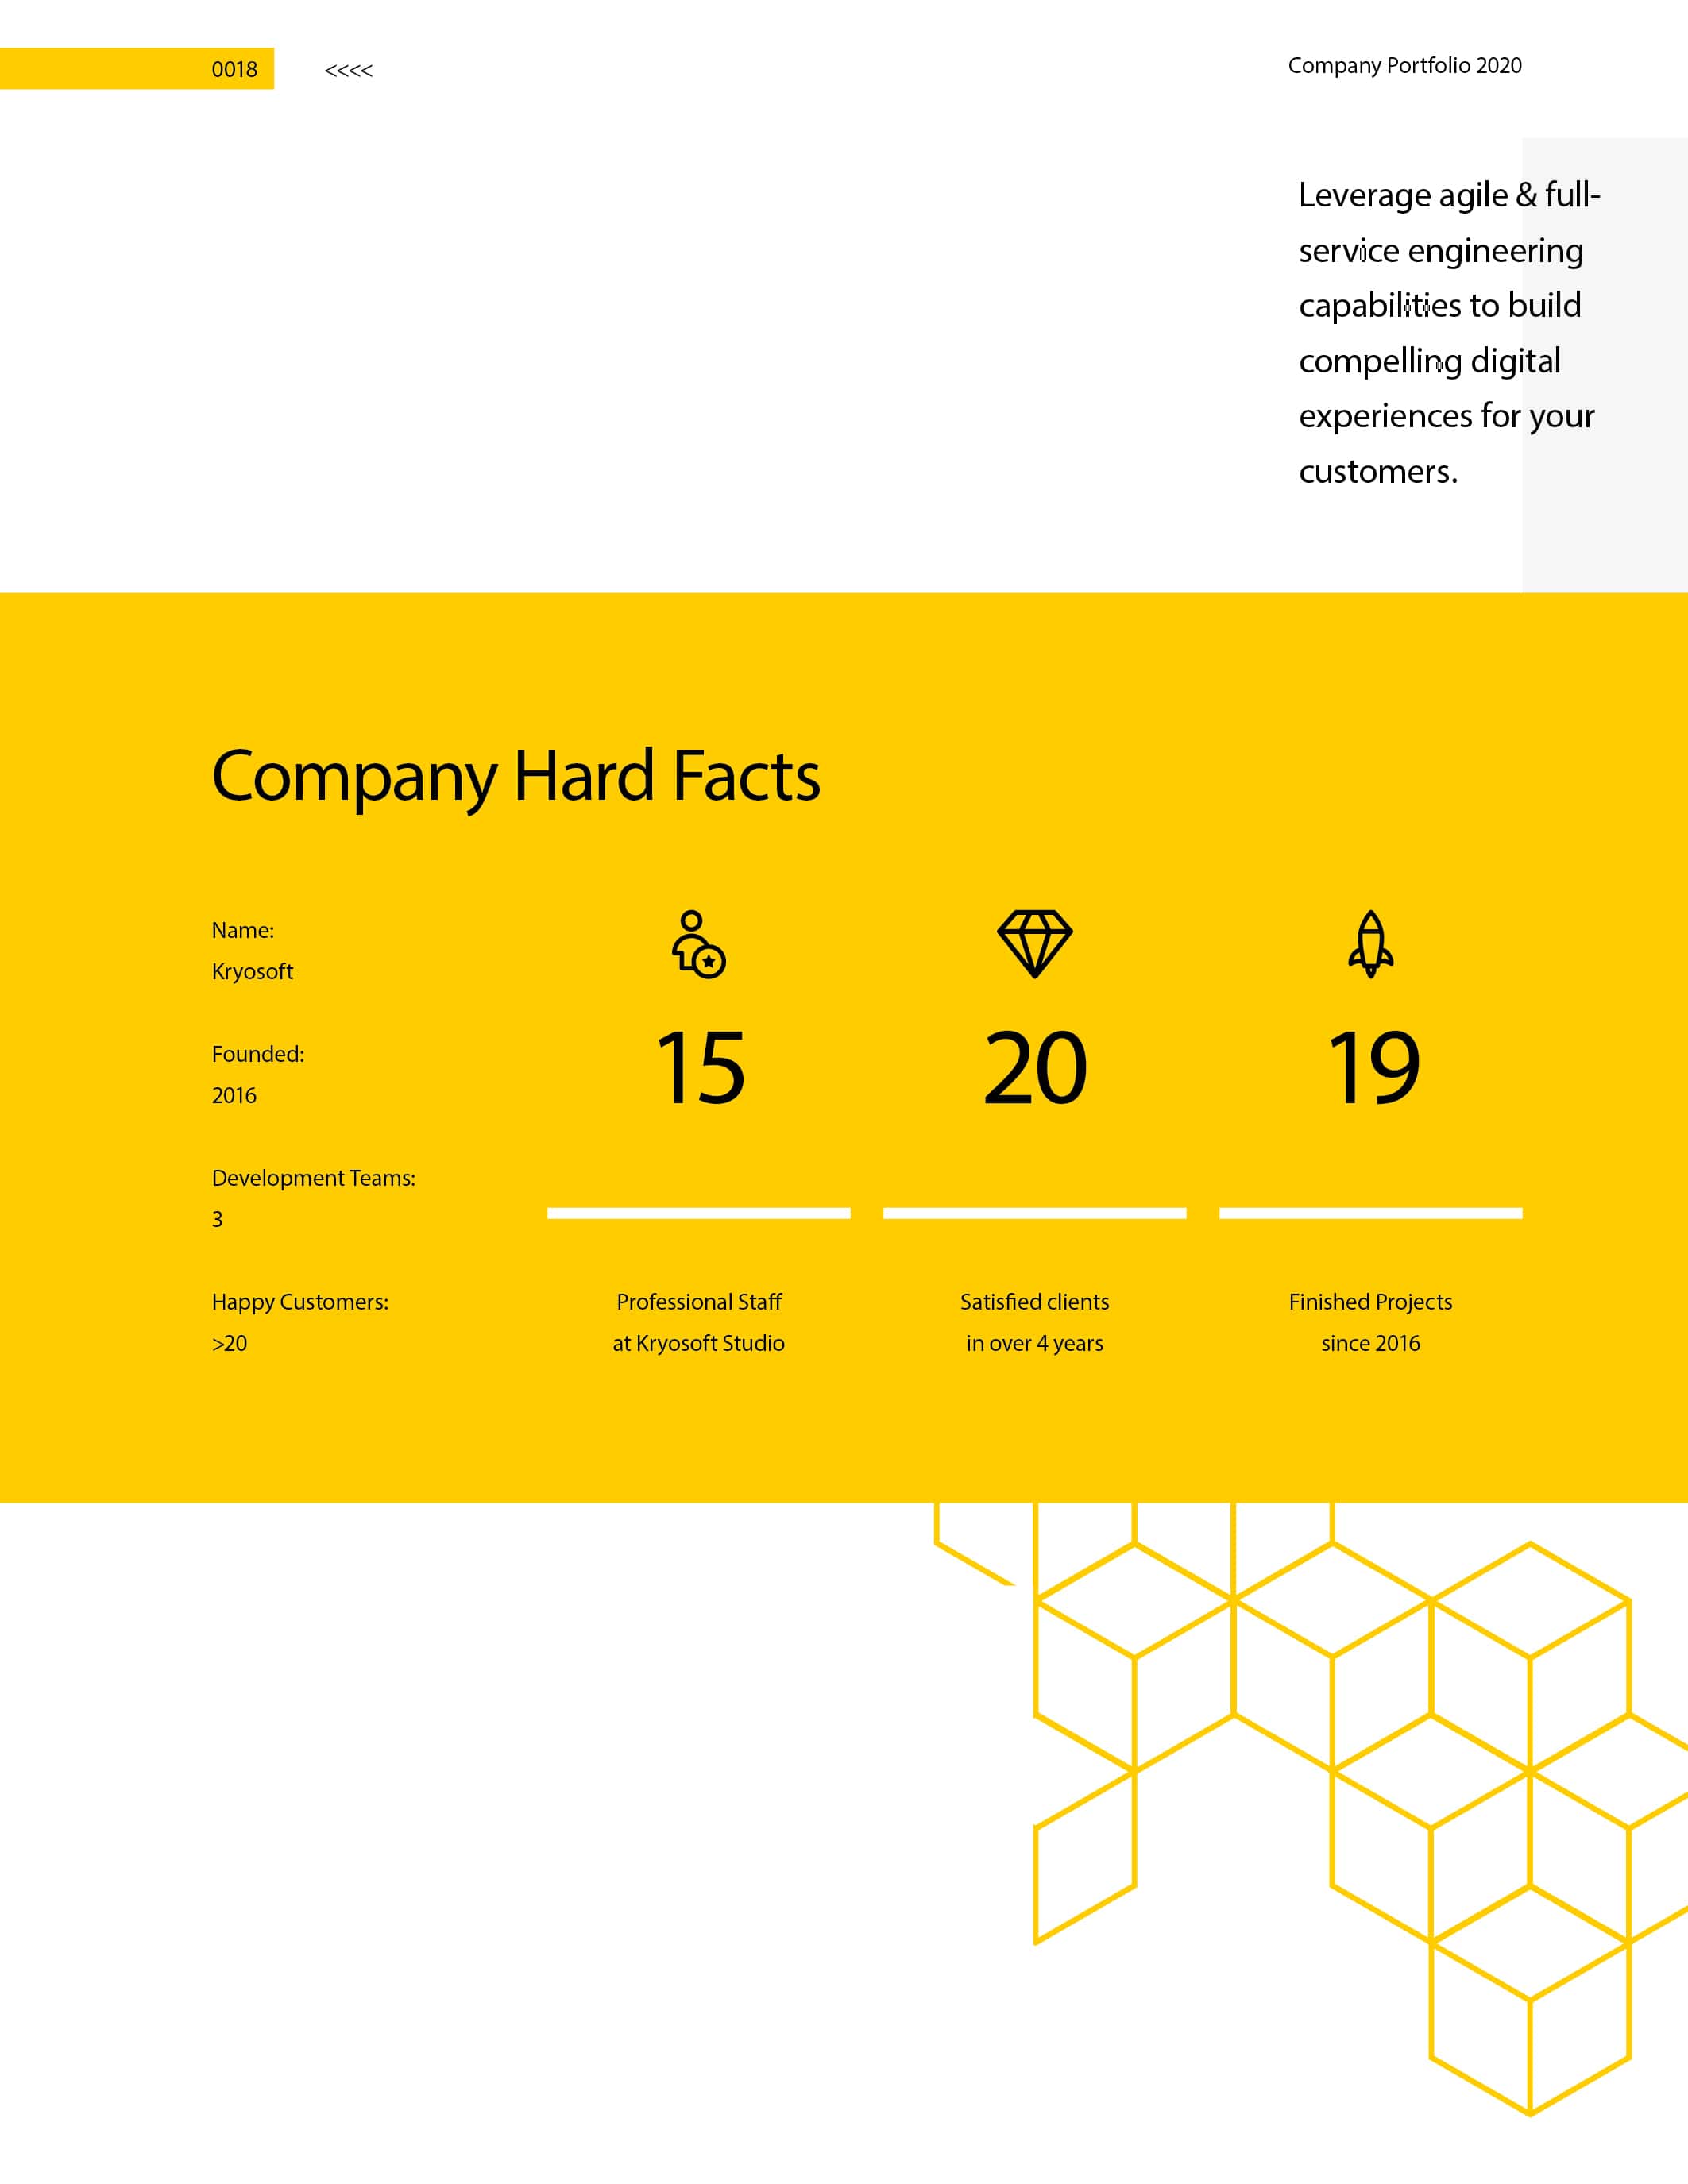 0018
<<<<
Company Portfolio 2020
Leverage agile & full-
service engineering
capabilities to build
compelling digital
experiences for your
customers.
Company Hard Facts
Name:
Kryosoft
Founded:
2016
Development Teams:
3
Happy Customers:
>20
15
Professional Staff
at Kryosoft Studio
20
Satisfied clients
in over 4 years
19
Finished Projects
since 2016